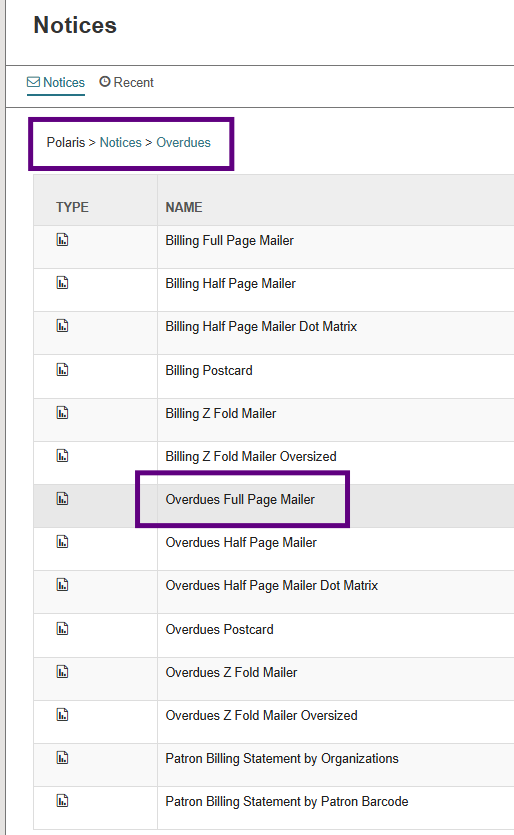 Notices
Notices Recent
Polaris > Notices > Overdues
TYPE NAME
Billing Full Page Mailer
Billing Half Page Mailer
Billing Half Page Mailer Dot Matrix
Billing Postcard
Billing Z Fold Mailer
Billing Z Fold Mailer Oversized
Overdues Full Page Mailer
Overdues Half Page Mailer
Overdues Half Page Mailer Dot Matrix
Overdues Postcard
Overdues Z Fold Mailer
Overdues Z Fold Mailer Oversized
Patron Billing Statement by Organizations
Patron Billing Statement by Patron Barcode